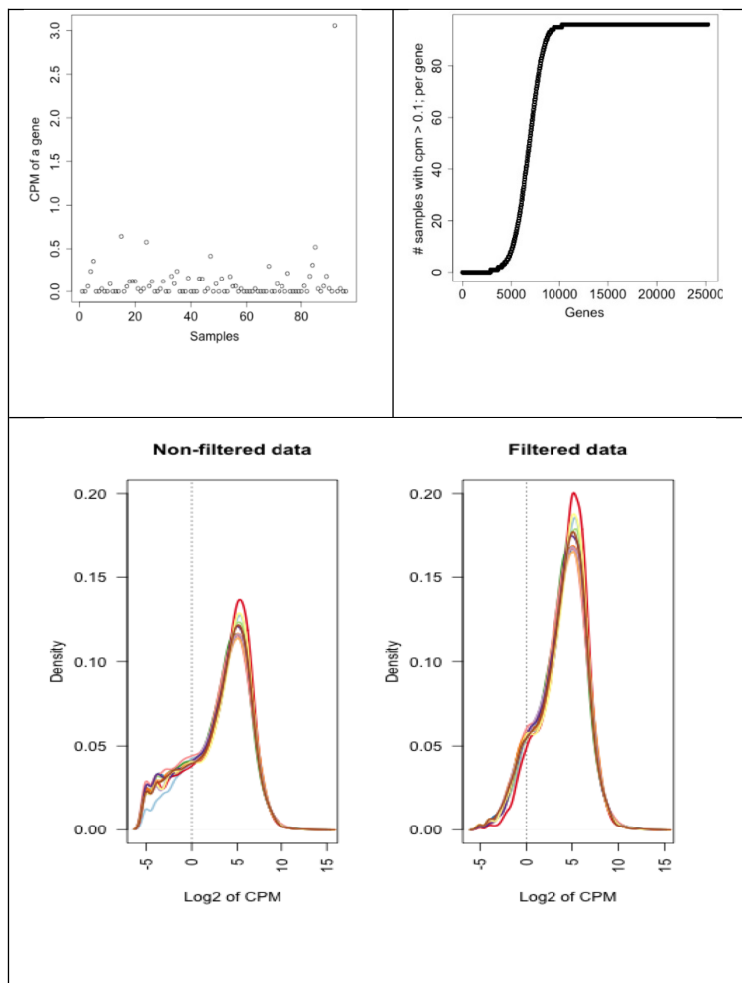 CPM of a gene
3.0
2.5
2.0
1.5
1.0
0.5
0.0
0 20 40 60 80
Samples
# samples with cpm > 0.1; per gene
80
60
40
20
0
0 5000 10000 15000 20000 25000
Genes
Non-filtered data
Density
0.20
0.15
0.10
0.05
0.00
-5 0 5 10 15
Log2 of CPM
Filtered data
Density
0.20
0.15
0.10
0.05
0.00
-5 0 5 10 15
Log2 of CPM